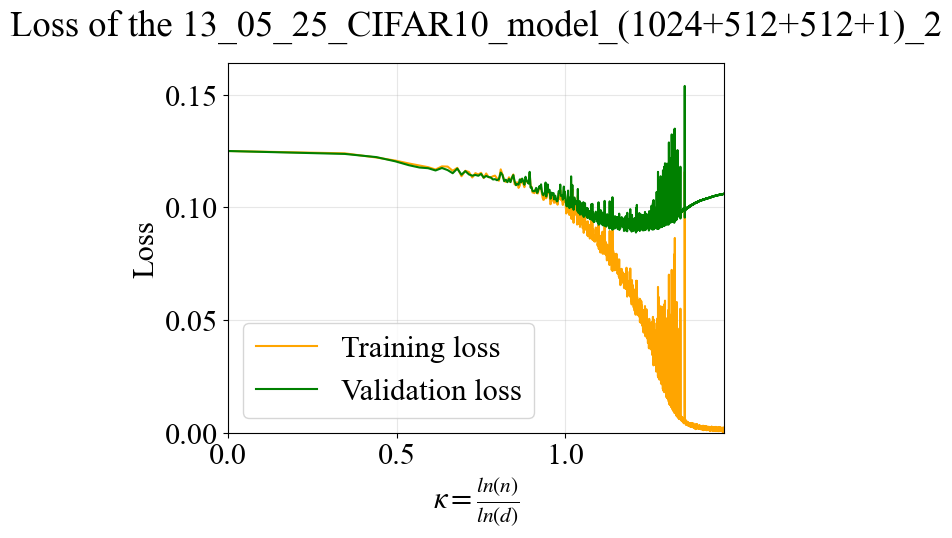 Loss of the 13_05_25_CIFAR10_model_(1024+512+512+1)_2
0.15
0.10
0.05
0.00
Loss
Training loss
Validation loss
0.0 0.5 1.0
κ = ln(n)/ln(d)